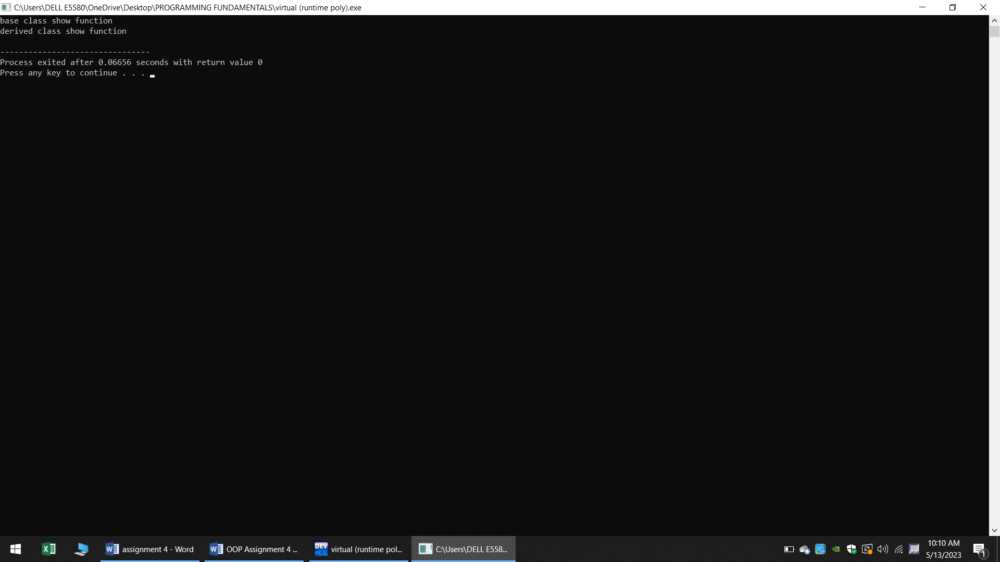 C:\Users\DELL E5580\OneDrive\Desktop\PROGRAMMING FUNDAMENTALS\virtual (runtime poly).exe
base class show function
derived class show function
--------------------------------
Process exited after 0.06656 seconds with return value 0
Press any key to continue . . .
assignment 4 - Word
OOP Assignment 4 ...
DEV
virtual (runtime pol...
C:\Users\DELL E558...
10:10 AM
5/13/2023
1